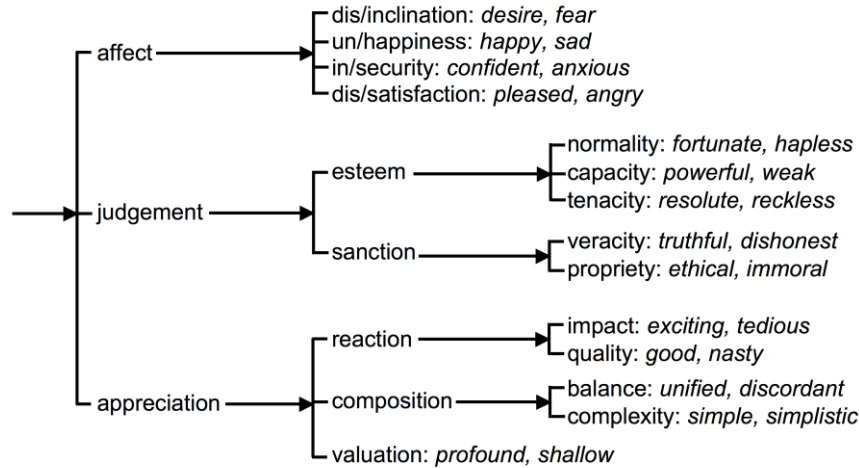 affect
dis/inclination: desire, fear
un/happiness: happy, sad
in/security: confident, anxious
dis/satisfaction: pleased, angry
judgement
esteem
normality: fortunate, hapless
capacity: powerful, weak
tenacity: resolute, reckless
sanction
veracity: truthful, dishonest
propriety: ethical, immoral
appreciation
reaction
impact: exciting, tedious
quality: good, nasty
composition
balance: unified, discordant
complexity: simple, simplistic
valuation: profound, shallow